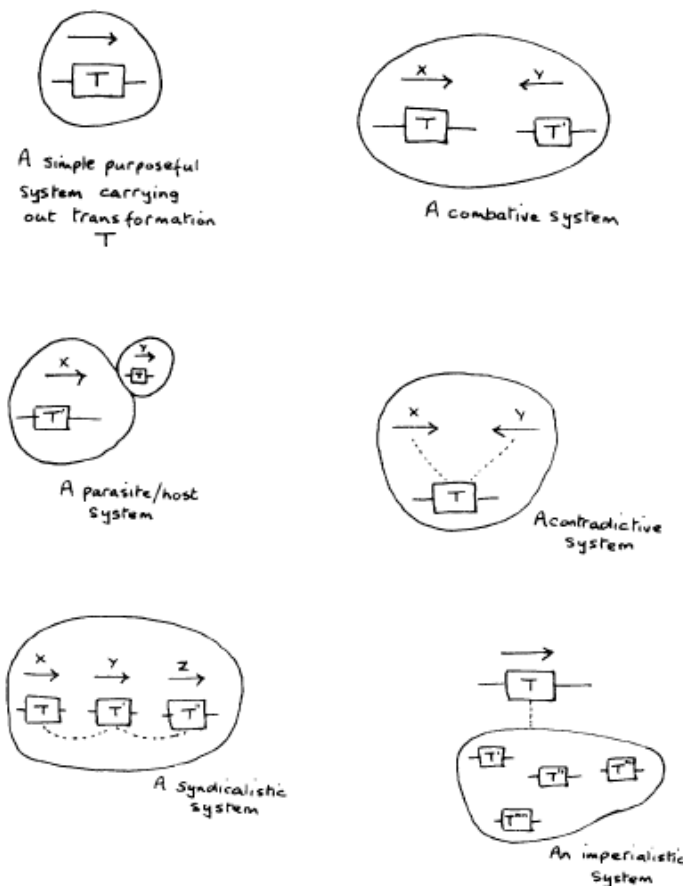 T
A simple purposeful
system carrying
out transformation
T
X Y
T T'
A combative system
X
Y
T'
A parasite/host
system
X Y
T
A contradictive
system
X Y Z
T T' T"
A syndicalistic
system
T
T' T"
An imperialistic
system